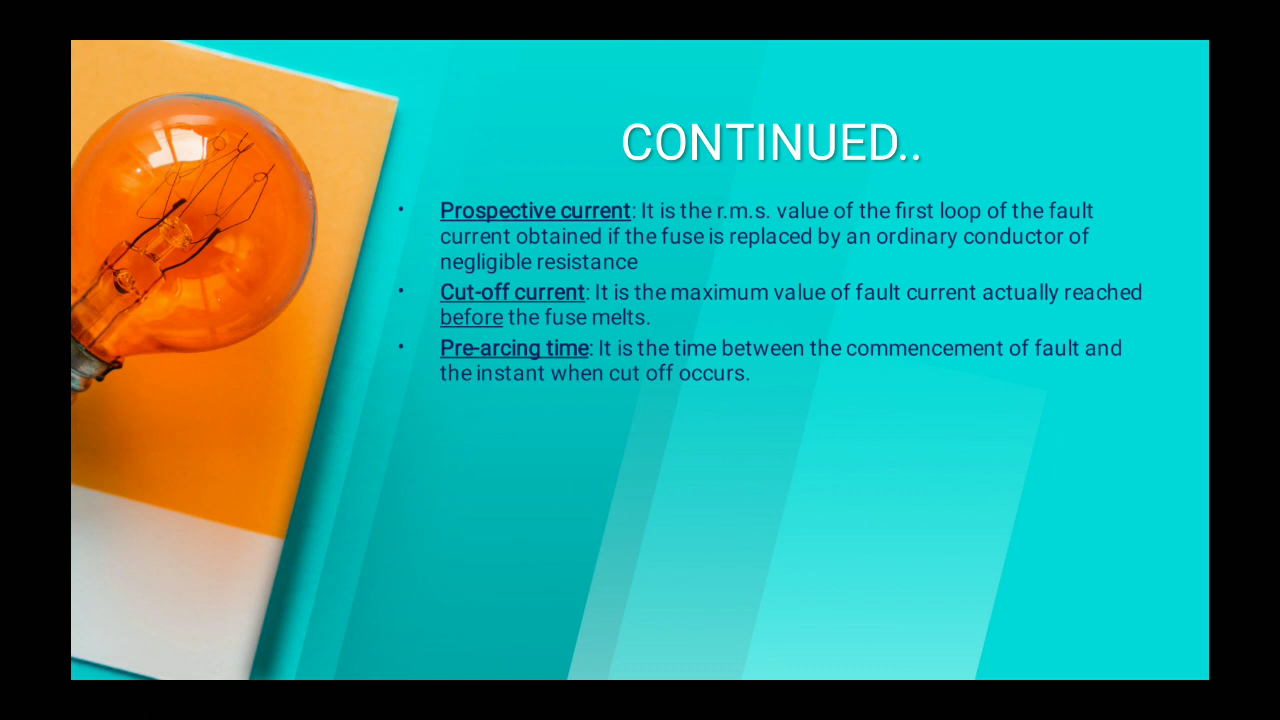 CONTINUED..
• Prospective current: It is the r.m.s. value of the first loop of the fault
current obtained if the fuse is replaced by an ordinary conductor of
negligible resistance
• Cut-off current: It is the maximum value of fault current actually reached
before the fuse melts.
• Pre-arcing time: It is the time between the commencement of fault and
the instant when cut off occurs.